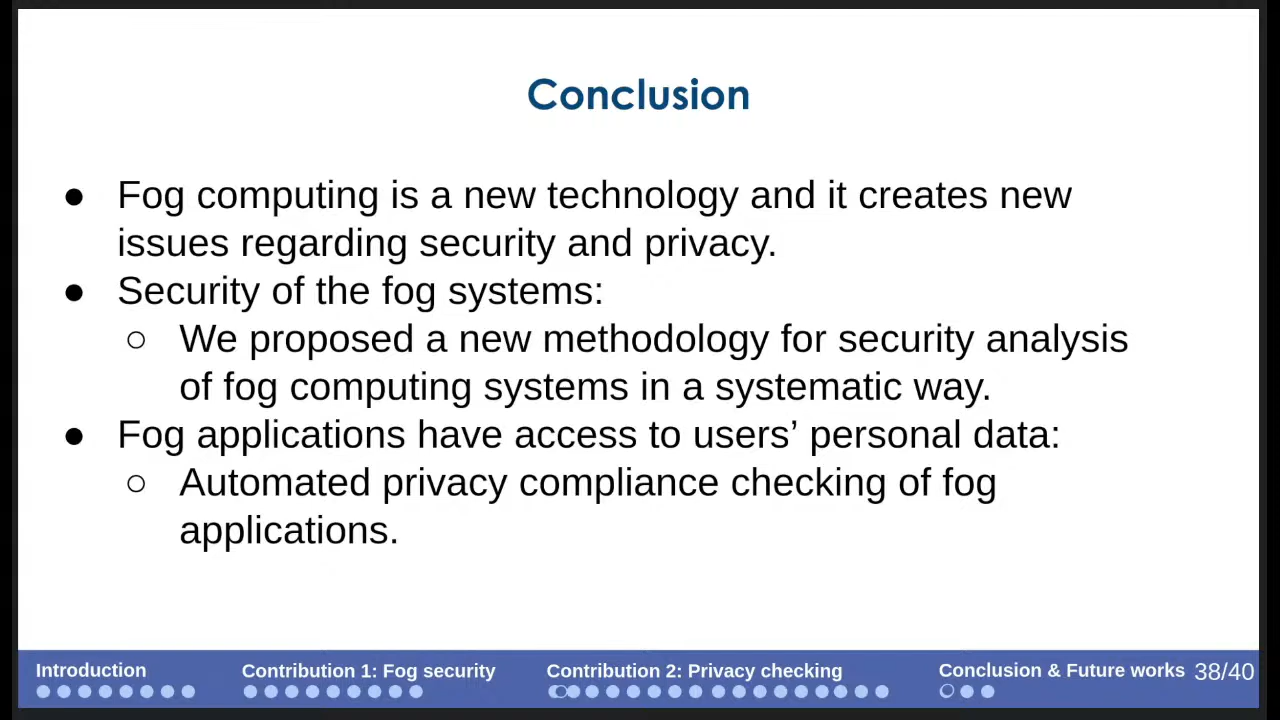 Conclusion
● Fog computing is a new technology and it creates new
issues regarding security and privacy.
● Security of the fog systems:
○ We proposed a new methodology for security analysis
of fog computing systems in a systematic way.
● Fog applications have access to users’ personal data:
○ Automated privacy compliance checking of fog
applications.
Introduction
Contribution 1: Fog security
Contribution 2: Privacy checking
Conclusion & Future works
38/40